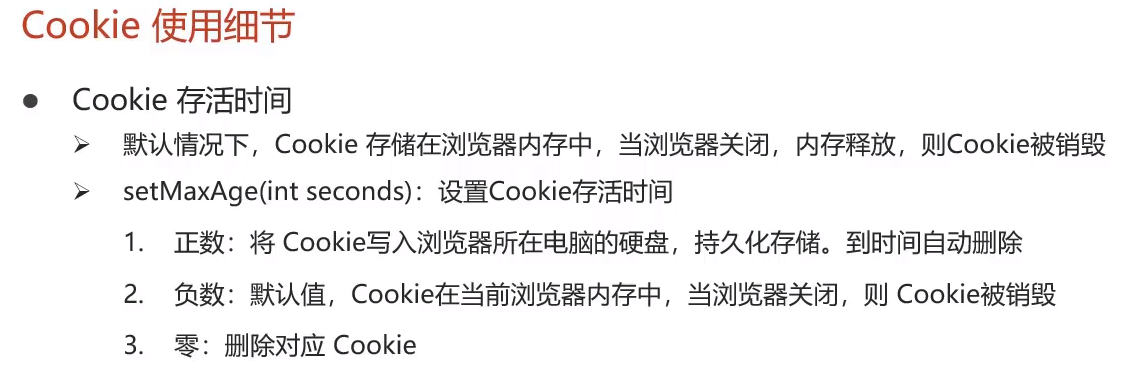 Cookie 使用细节
● Cookie 存活时间
➢ 默认情况下，Cookie 存储在浏览器内存中，当浏览器关闭，内存释放，则Cookie被销毁
➢ setMaxAge(int seconds)：设置Cookie存活时间
1. 正数：将 Cookie写入浏览器所在电脑的硬盘，持久化存储。到时间自动删除
2. 负数：默认值，Cookie在当前浏览器内存中，当浏览器关闭，则 Cookie被销毁
3. 零：删除对应 Cookie